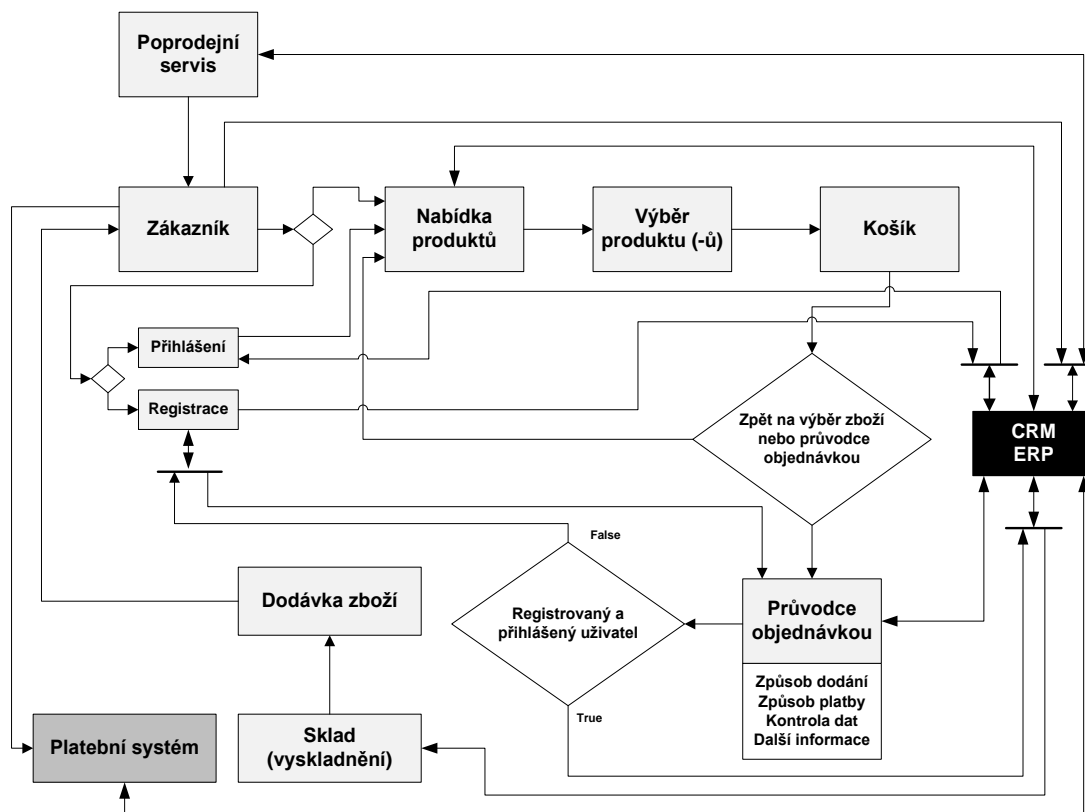 Poprodejní
servis
Zákazník
Nabídka
produktů
Výběr
produktu (-ů)
Košík
Přihlášení
Registrace
Zpět na výběr zboží
nebo průvodce
objednávkou
CRM
ERP
False
Dodávka zboží
Registrovaný a
přihlášený uživatel
Průvodce
objednávkou
Způsob dodání
Způsob platby
Kontrola dat
Další informace
True
Platební systém
Sklad
(vyskladnění)